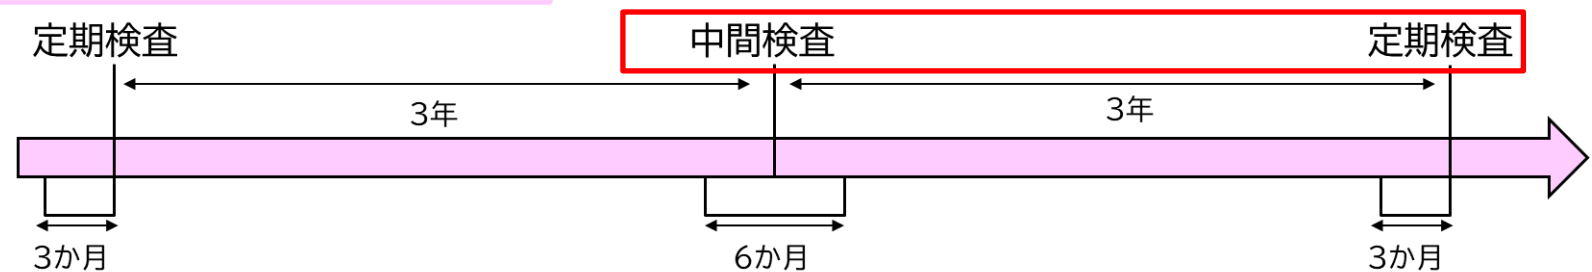 定期検査
中間検査
定期検査
3年
3年
3か月
6か月
3か月